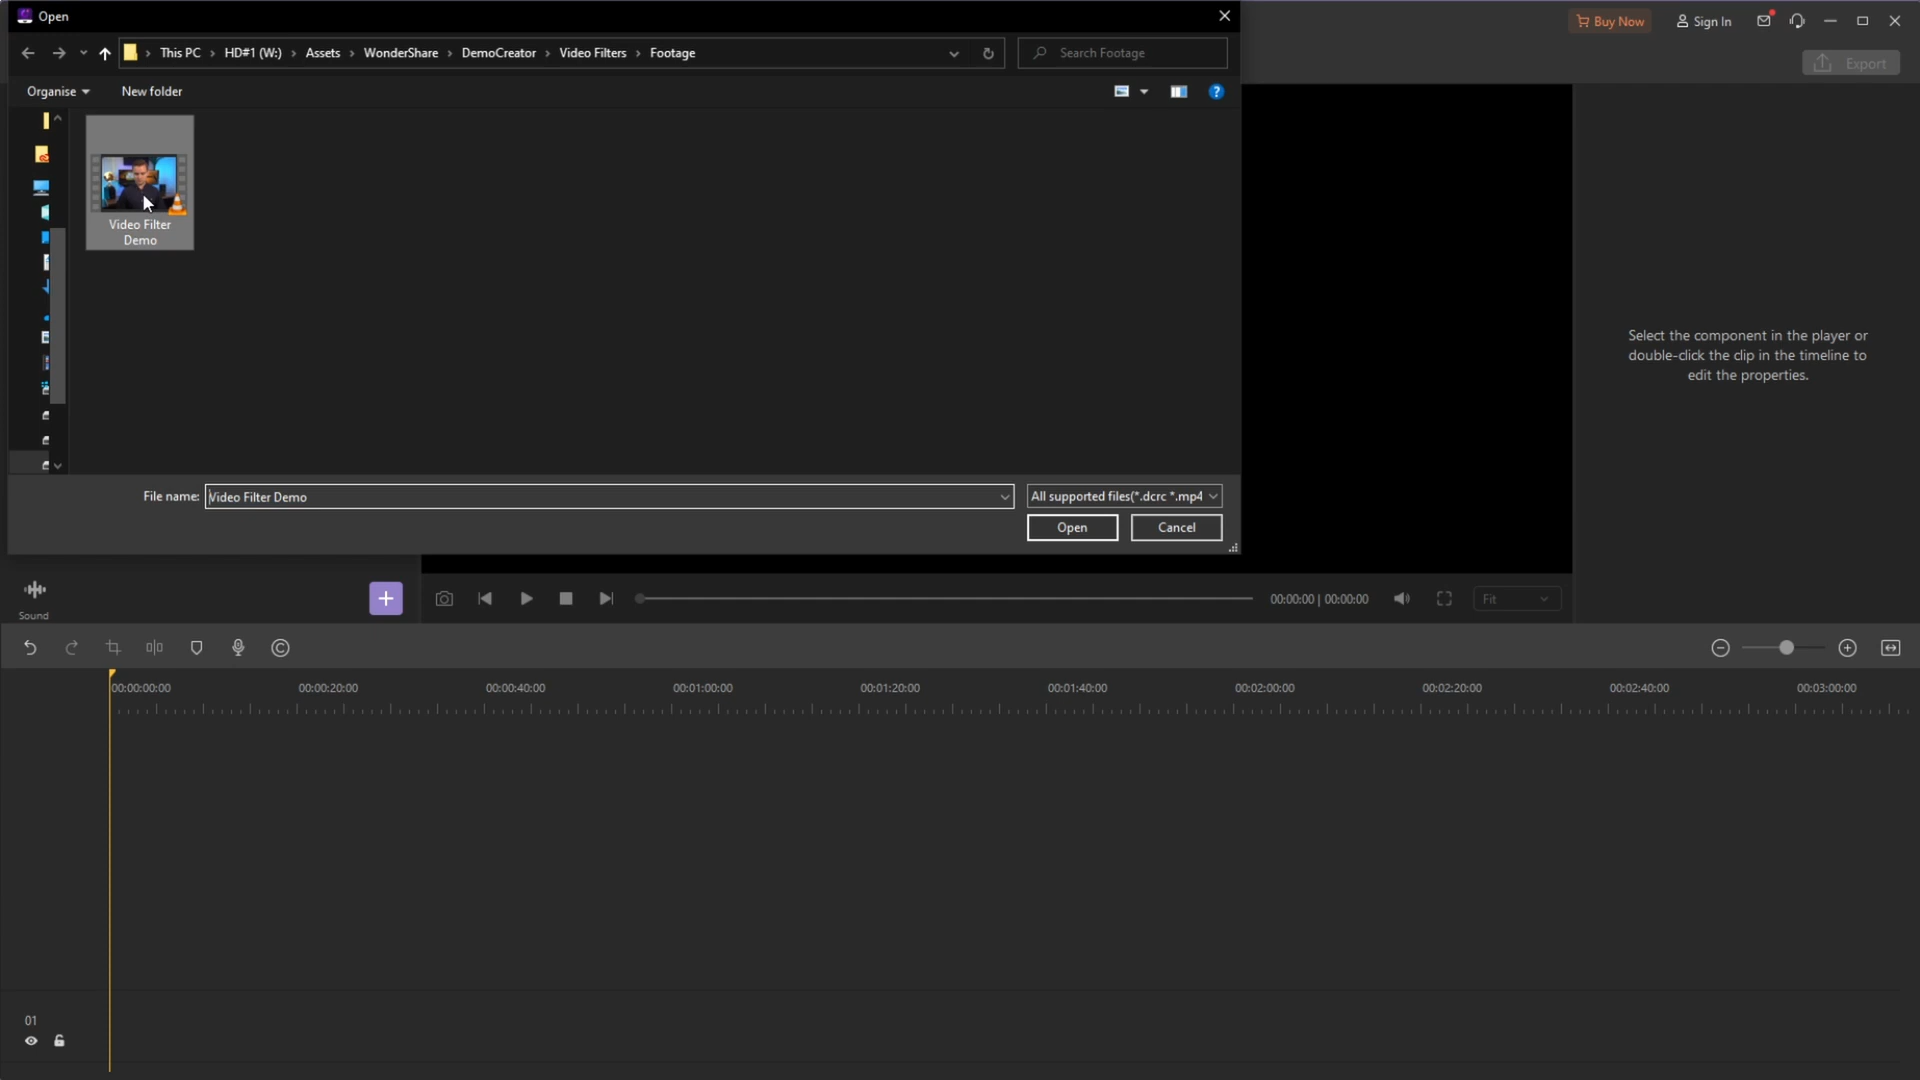 Open
Buy Now
Sign In
This PC
HD#1 (W:)
Assets
WonderShare
DemoCreator
Video Filters
Footage
Search Footage
Export
Organise
New folder
Video Filter
Demo
Select the component in the player or
double-click the clip in the timeline to
edit the properties.
File name:
Video Filter Demo
All supported files(*.dcrc *.mp4
Open
Cancel
Sound
00:00:00 | 00:00:00
Fit
00:00:00:00
00:00:20:00
00:00:40:00
00:01:00:00
00:01:20:00
00:01:40:00
00:02:00:00
00:02:20:00
00:02:40:00
00:03:00:00
01